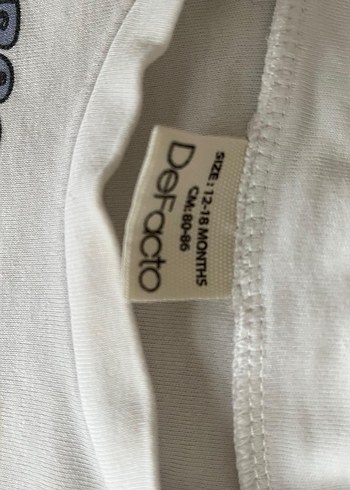 SIZE: 12-18 MONTHS
CM: 80-86
DeFacto